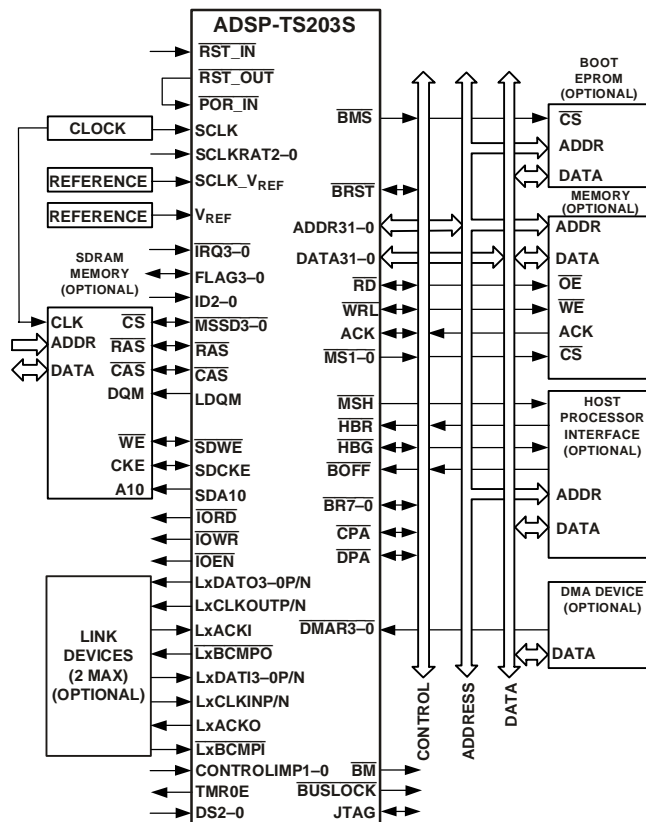 ADSP-TS203S
RST_IN
RST_OUT
POR_IN
CLOCK
SCLK
SCLKRAT2–0
REFERENCE
SCLK_VREF
REFERENCE
VREF
IRQ3–0
FLAG3–0
ID2–0
SDRAM
MEMORY
(OPTIONAL)
CLK
ADDR
DATA
CS
RAS
CAS
DQM
WE
CKE
A10
MSSD3–0
RAS
CAS
LDQM
SDWE
SDCKE
SDA10
IORD
IOWR
IOEN
LINK
DEVICES
(2 MAX)
(OPTIONAL)
LxDATO3–0P/N
LxCLKOUTP/N
LxACKI
LxBCMPO
LxDATI3–0P/N
LxCLKINP/N
LxACKO
LxBCMPI
CONTROLIMP1–0
TMR0E
DS2–0
BMS
BRST
ADDR31–0
DATA31–0
RD
WRL
ACK
MS1–0
MSH
HBR
HBG
BOFF
BR7–0
CPA
DPA
DMAR3–0
BM
BUSLOCK
JTAG
CONTROL
ADDRESS
DATA
BOOT
EPROM
(OPTIONAL)
CS
ADDR
DATA
MEMORY
(OPTIONAL)
ADDR
DATA
OE
WE
ACK
CS
HOST
PROCESSOR
INTERFACE
(OPTIONAL)
ADDR
DATA
DMA DEVICE
(OPTIONAL)
DATA